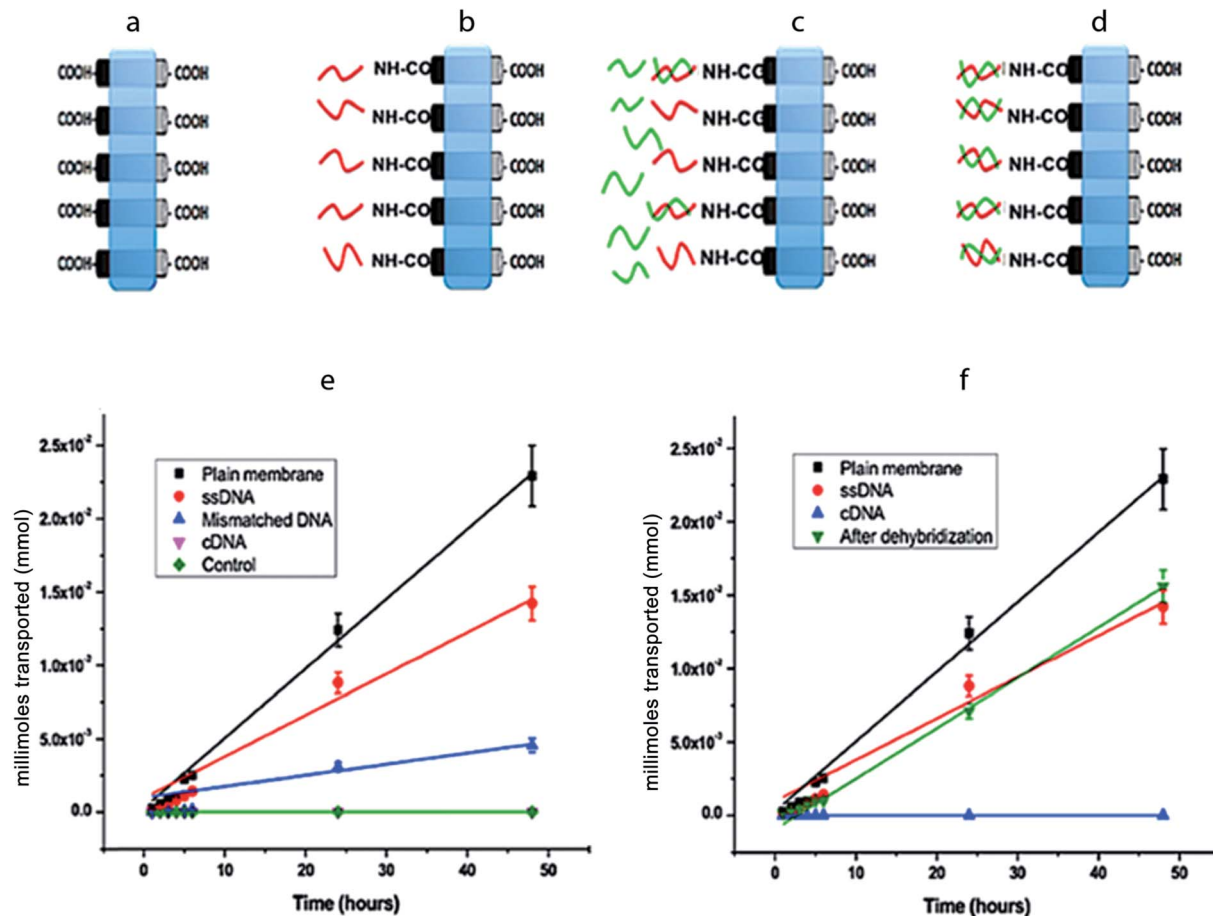 a b c d
COOH COOH NH-CO COOH NH-CG COOH NH-CO COOH
COOH COOH NH-CO COOH NH-CG COOH NH-CO COOH
COOH COOH NH-CO COOH NH-CO COOH NH-CO COOH
COOH COOH NH-CO COOH NH-CO COOH NH-CO COOH
COOH COOH NH-CO COOH NH-CO COOH NH-CO COOH
e
millimoles transported (mmol)
2.5x10⁻²
2.0x10⁻²
1.5x10⁻²
1.0x10⁻²
5.0x10⁻³
0.0
Plain membrane
ssDNA
Mismatched DNA
cDNA
Control
0 10 20 30 40 50
Time (hours)
f
millimoles transported (mmol)
2.5x10⁻²
2.0x10⁻²
1.5x10⁻²
1.0x10⁻²
5.0x10⁻³
0.0
Plain membrane
ssDNA
cDNA
After dehybridization
0 10 20 30 40 50
Time (hours)